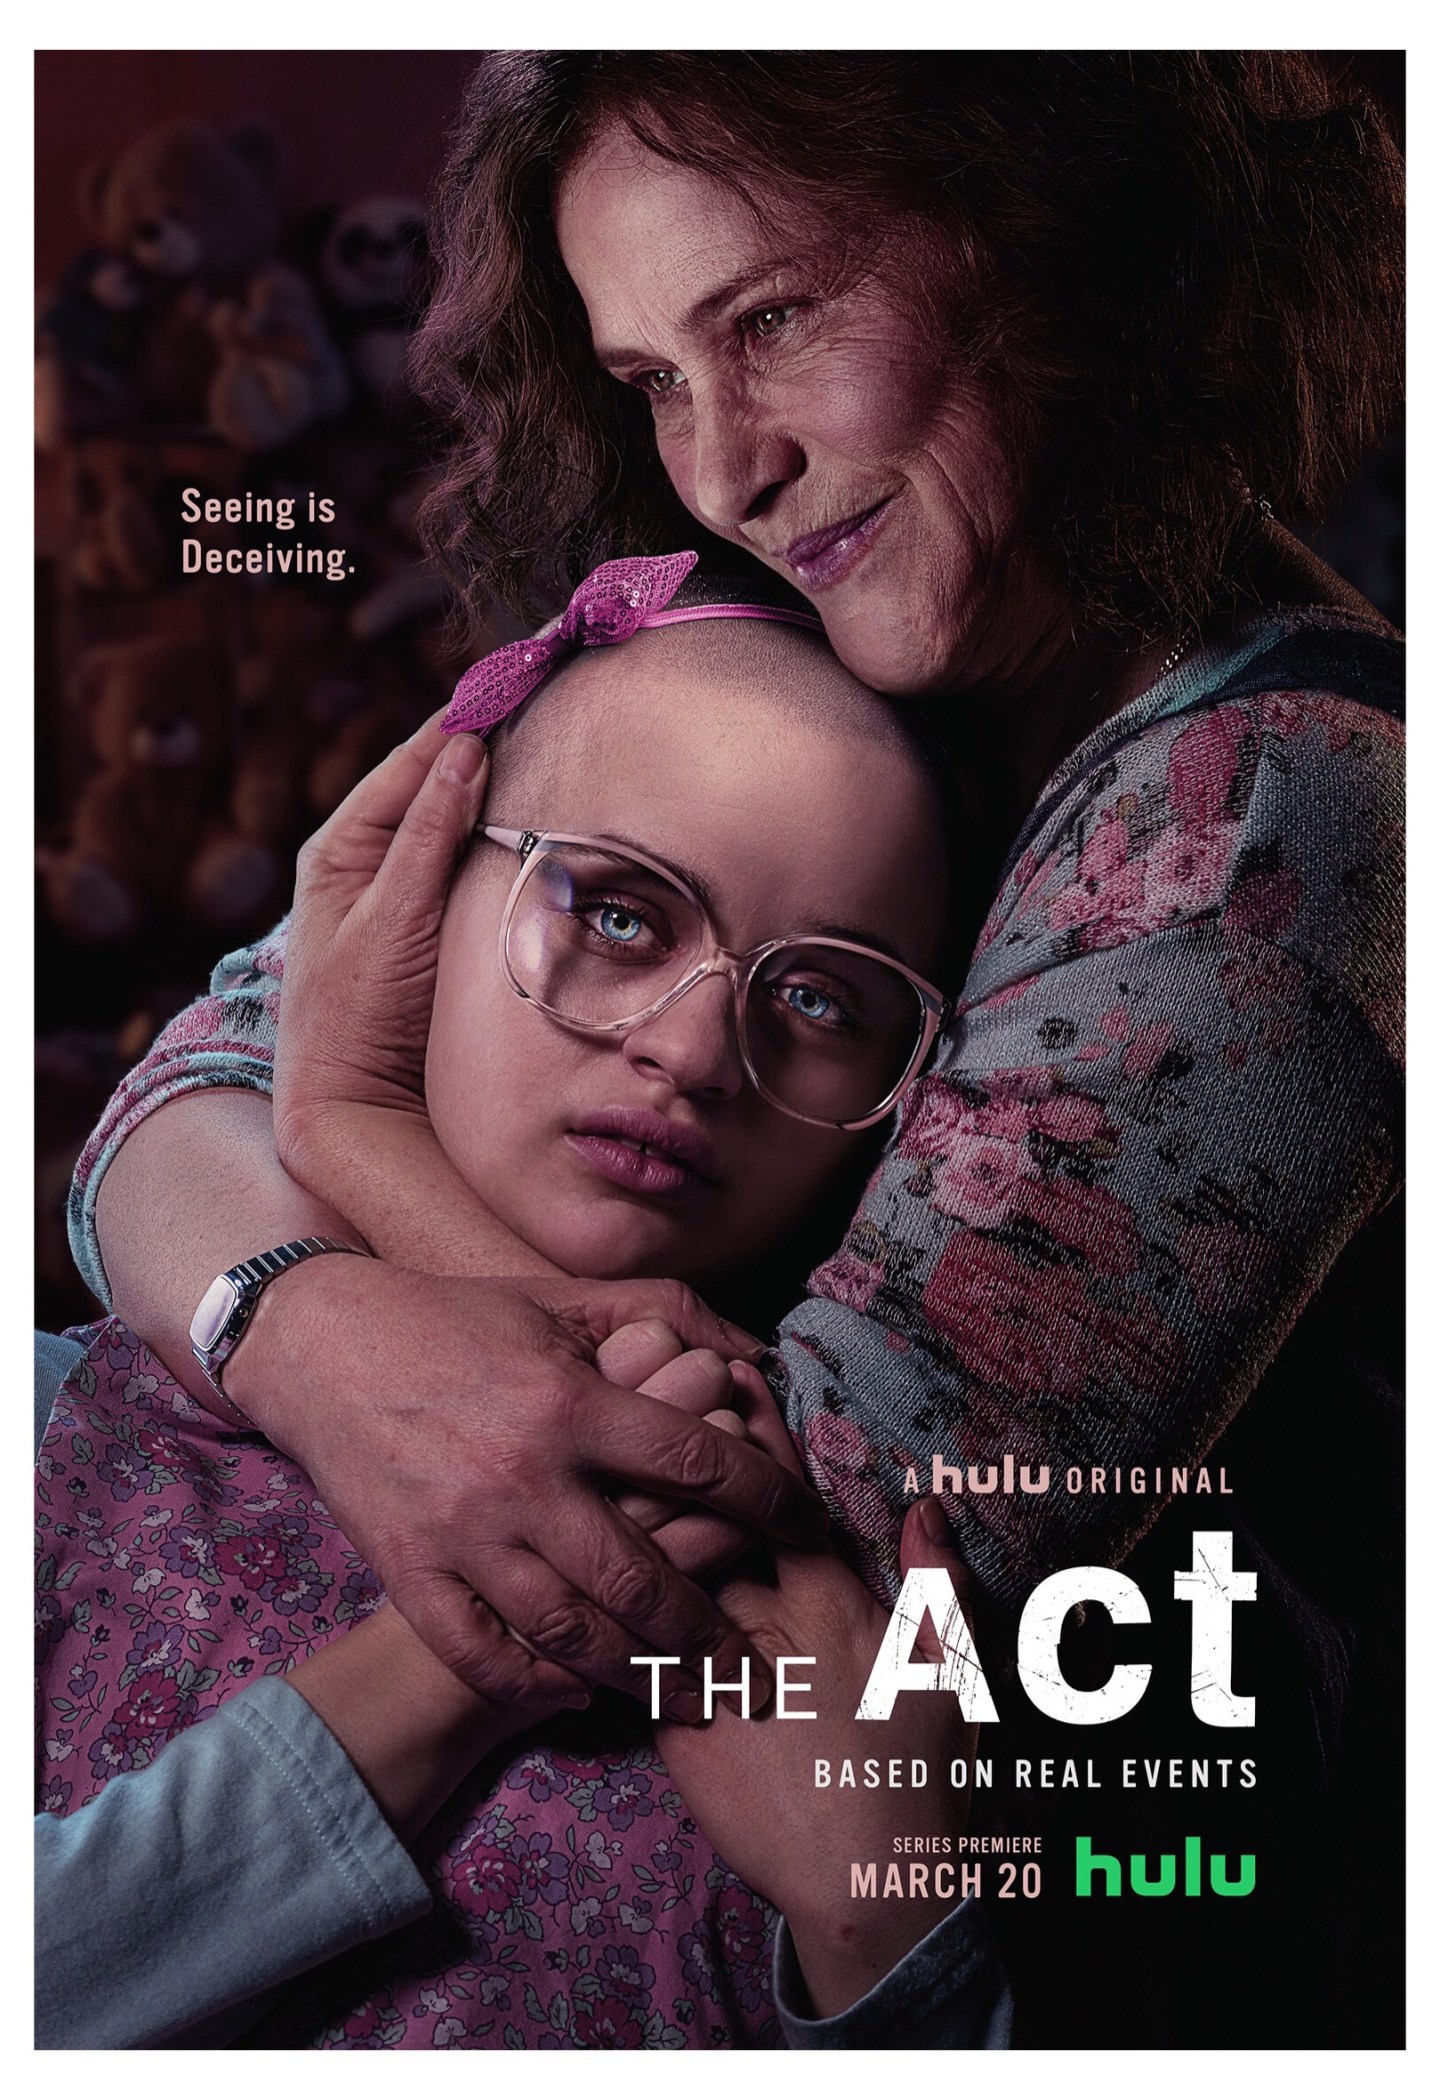 Seeing is
Deceiving.
A hulu ORIGINAL
THE Act
BASED ON REAL EVENTS
SERIES PREMIERE
MARCH 20 hulu